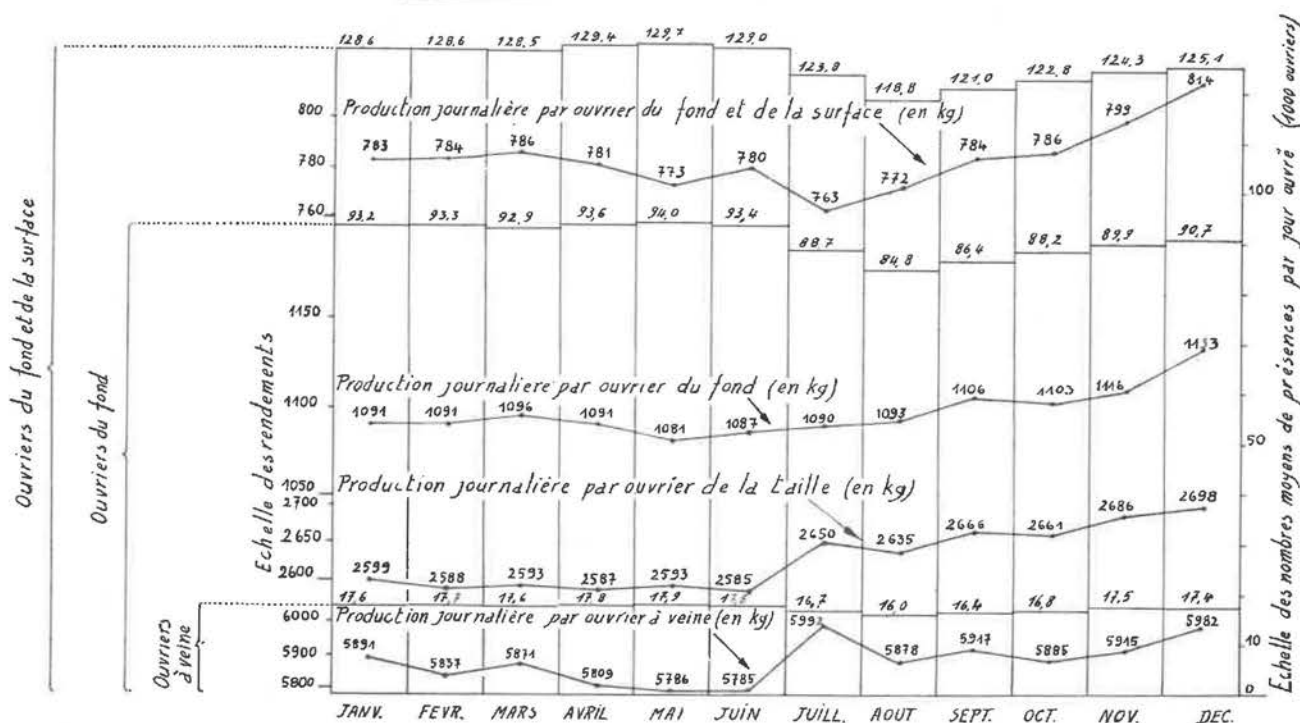 128.6 128.6 128.5 129.4 129.7 129.0 123.8 118.8 121.0 122.8 124.3 125,1
814
800
Production journalière par ouvrier du fond et de la surface (en kg)
783 784 786 781 773 780 763 772 784 786 799
780
760
93.2 93.3 92.9 93,6 94.0 93.4 88.7 84.8 86.4 88.2 89,9 90,7
100
1150
Production journalière par ouvrier du fond (en kg)
1100
1091 1091 1096 1091 1081 1087 1090 1093 1106 1103 1116
50
1050
Production journalière par ouvrier de la taille (en kg)
2700
2650
2599 2588 2593 2587 2593 2585 2650 2635 2666 2661 2686 2698
2600
17,6 17,6 17,8 17,9 16,7 16.0 16.4 16,8 17.5 17.4
6000
Production journalière par ouvrier à veine (en kg)
5891 5837 5871 5809 5786 5785 5878 5917 5885 5915 5982
5900
5800
10
0
JANV. FEVR. MARS AVRIL MAI JUIN JUILL. AOUT SEPT. OCT. NOV. DEC.
Ouvriers du fond et de la surface
Ouvriers du fond
Ouvriers
à veine
Echelle des rendements
Echelle des nombres moyens de présences par jour ouvré (1000 ouvriers)